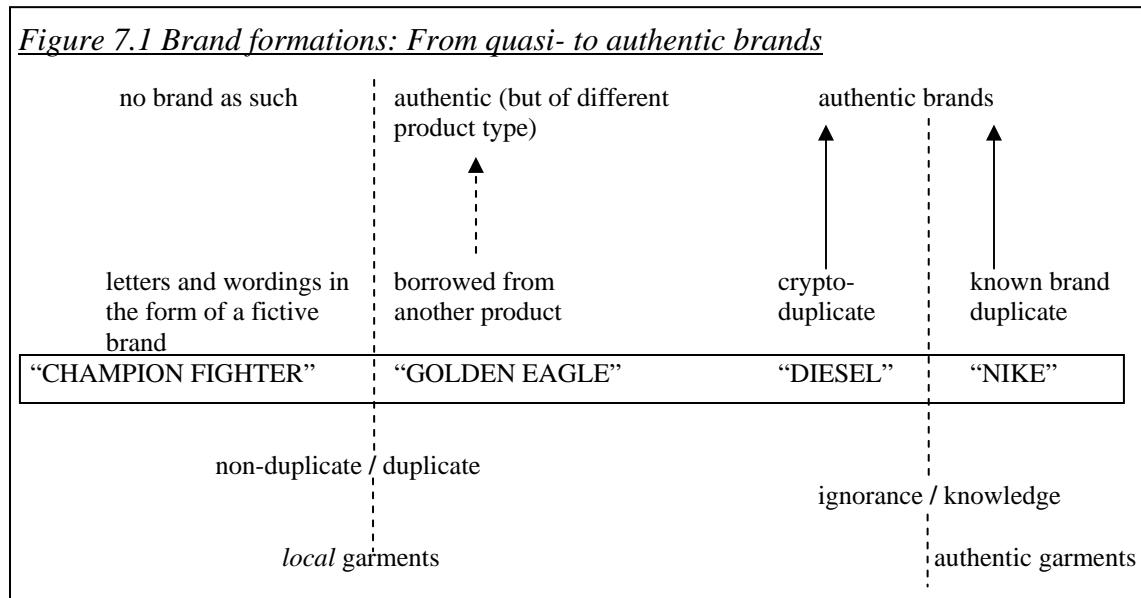 Figure 7.1 Brand formations: From quasi- to authentic brands
no brand as such
authentic (but of different
product type)
authentic brands
letters and wordings in
the form of a fictive
brand
borrowed from
another product
crypto-
duplicate
known brand
duplicate
“CHAMPION FIGHTER”
“GOLDEN EAGLE”
“DIESEL”
“NIKE”
non-duplicate / duplicate
ignorance / knowledge
local garments
authentic garments